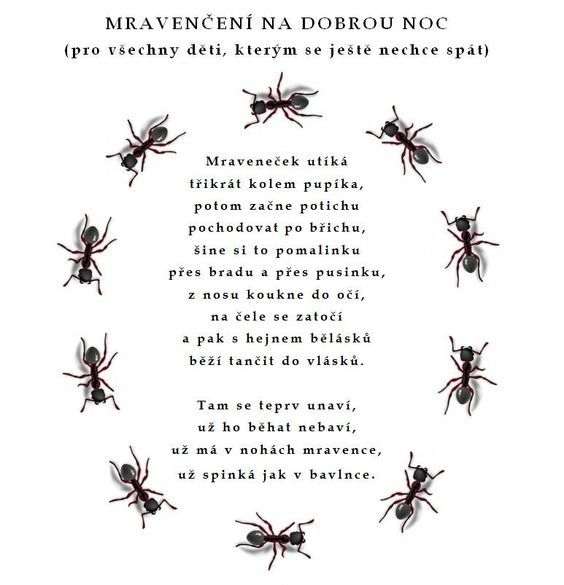 MRAVENČENÍ NA DOBROU NOC
(pro všechny děti, kterým se ještě nechce spát)
Mraveneček utíká
třikrát kolem pupíka,
potom začne potichu
pochodovat po břichu,
šine si to pomalinku
přes bradu a přes pusinku,
z nosu koukne do očí,
na čele se zatočí
a pak s hejnem bělásků
běží tančit do vlásků.
Tam se teprv unaví,
už ho běhat nebaví,
už má v nohách mravence,
už spinká jak v bavlnce.